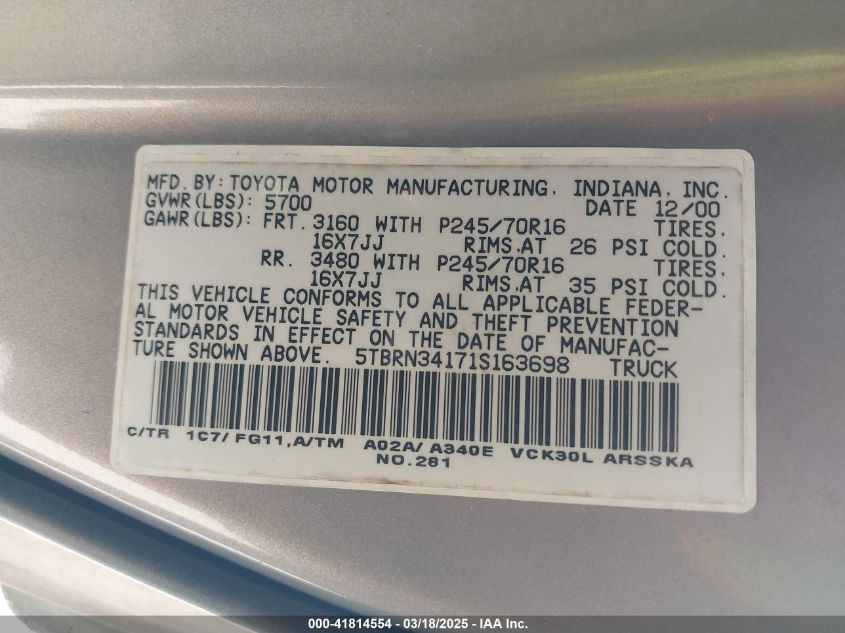 MFD. BY: TOYOTA MOTOR MANUFACTURING, INDIANA, INC.
GVWR(LBS): 5700 DATE 12/00
GAWR(LBS): FRT. 3160 WITH P245/70R16 TIRES.
16X7JJ RIMS.AT 26 PSI COLD.
RR. 3480 WITH P245/70R16 TIRES.
16X7JJ RIMS.AT 35 PSI COLD.
THIS VEHICLE CONFORMS TO ALL APPLICABLE FEDER-
AL MOTOR VEHICLE SAFETY AND THEFT PREVENTION
STANDARDS IN EFFECT ON THE DATE OF MANUFAC-
TURE SHOWN ABOVE. 5TBRN34171S163698 TRUCK
C/TR 1C7/ FG11,A/TM A02A/ A340E VCK30L ARSSKA
NO.281
000-41814554 — 03/18/2025 — IAA Inc.